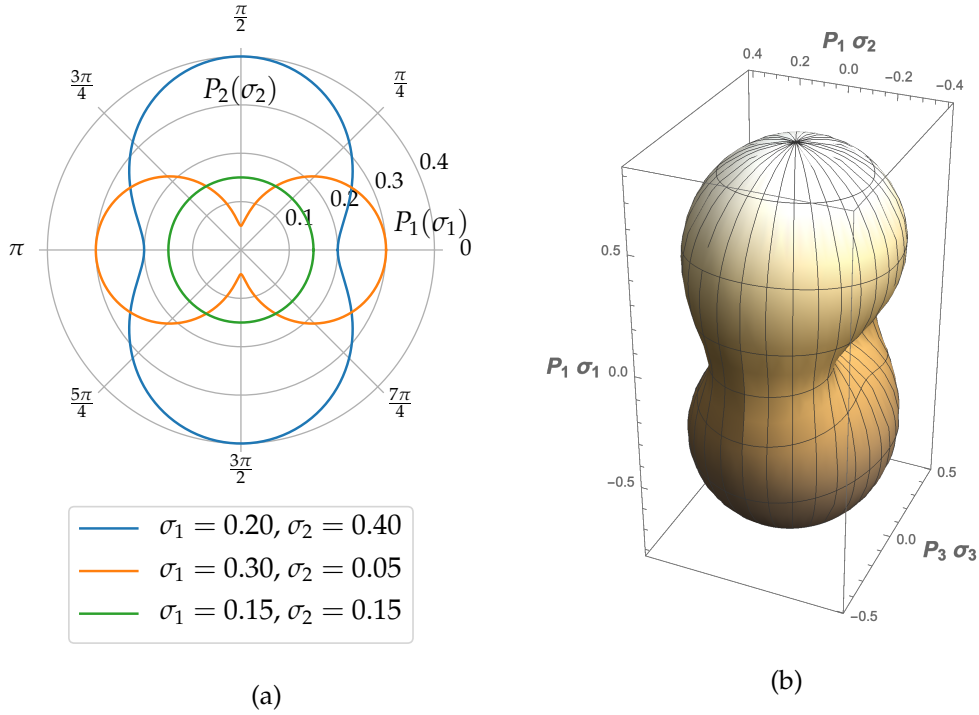 π/2
3π/4
P₂(σ₂)
π/4
0.4
0.3
0.2
0.1
P₁(σ₁)
π
0
5π/4
7π/4
3π/2
σ₁ = 0.20, σ₂ = 0.40
σ₁ = 0.30, σ₂ = 0.05
σ₁ = 0.15, σ₂ = 0.15
(a)
P₁ σ₂
0.4 0.2 0.0 -0.2 -0.4
0.5
P₁ σ₁ 0.0
-0.5
0.5
0.0
P₃ σ₃
-0.5
(b)